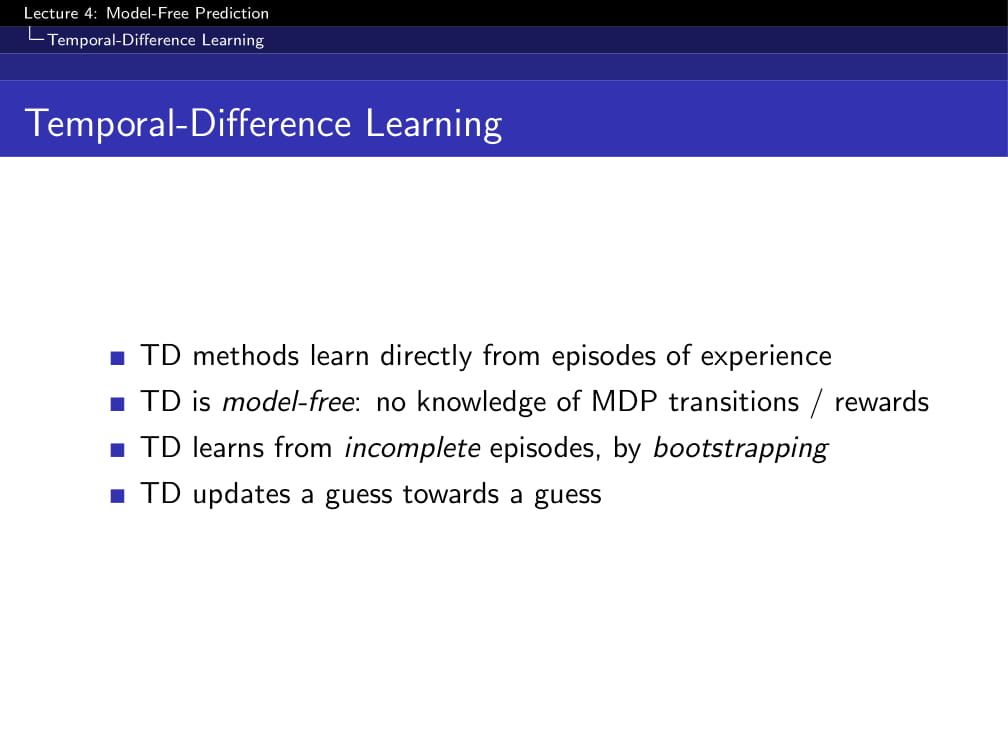 Lecture 4: Model-Free Prediction
Temporal-Difference Learning
Temporal-Difference Learning
TD methods learn directly from episodes of experience
TD is model-free: no knowledge of MDP transitions / rewards
TD learns from incomplete episodes, by bootstrapping
TD updates a guess towards a guess